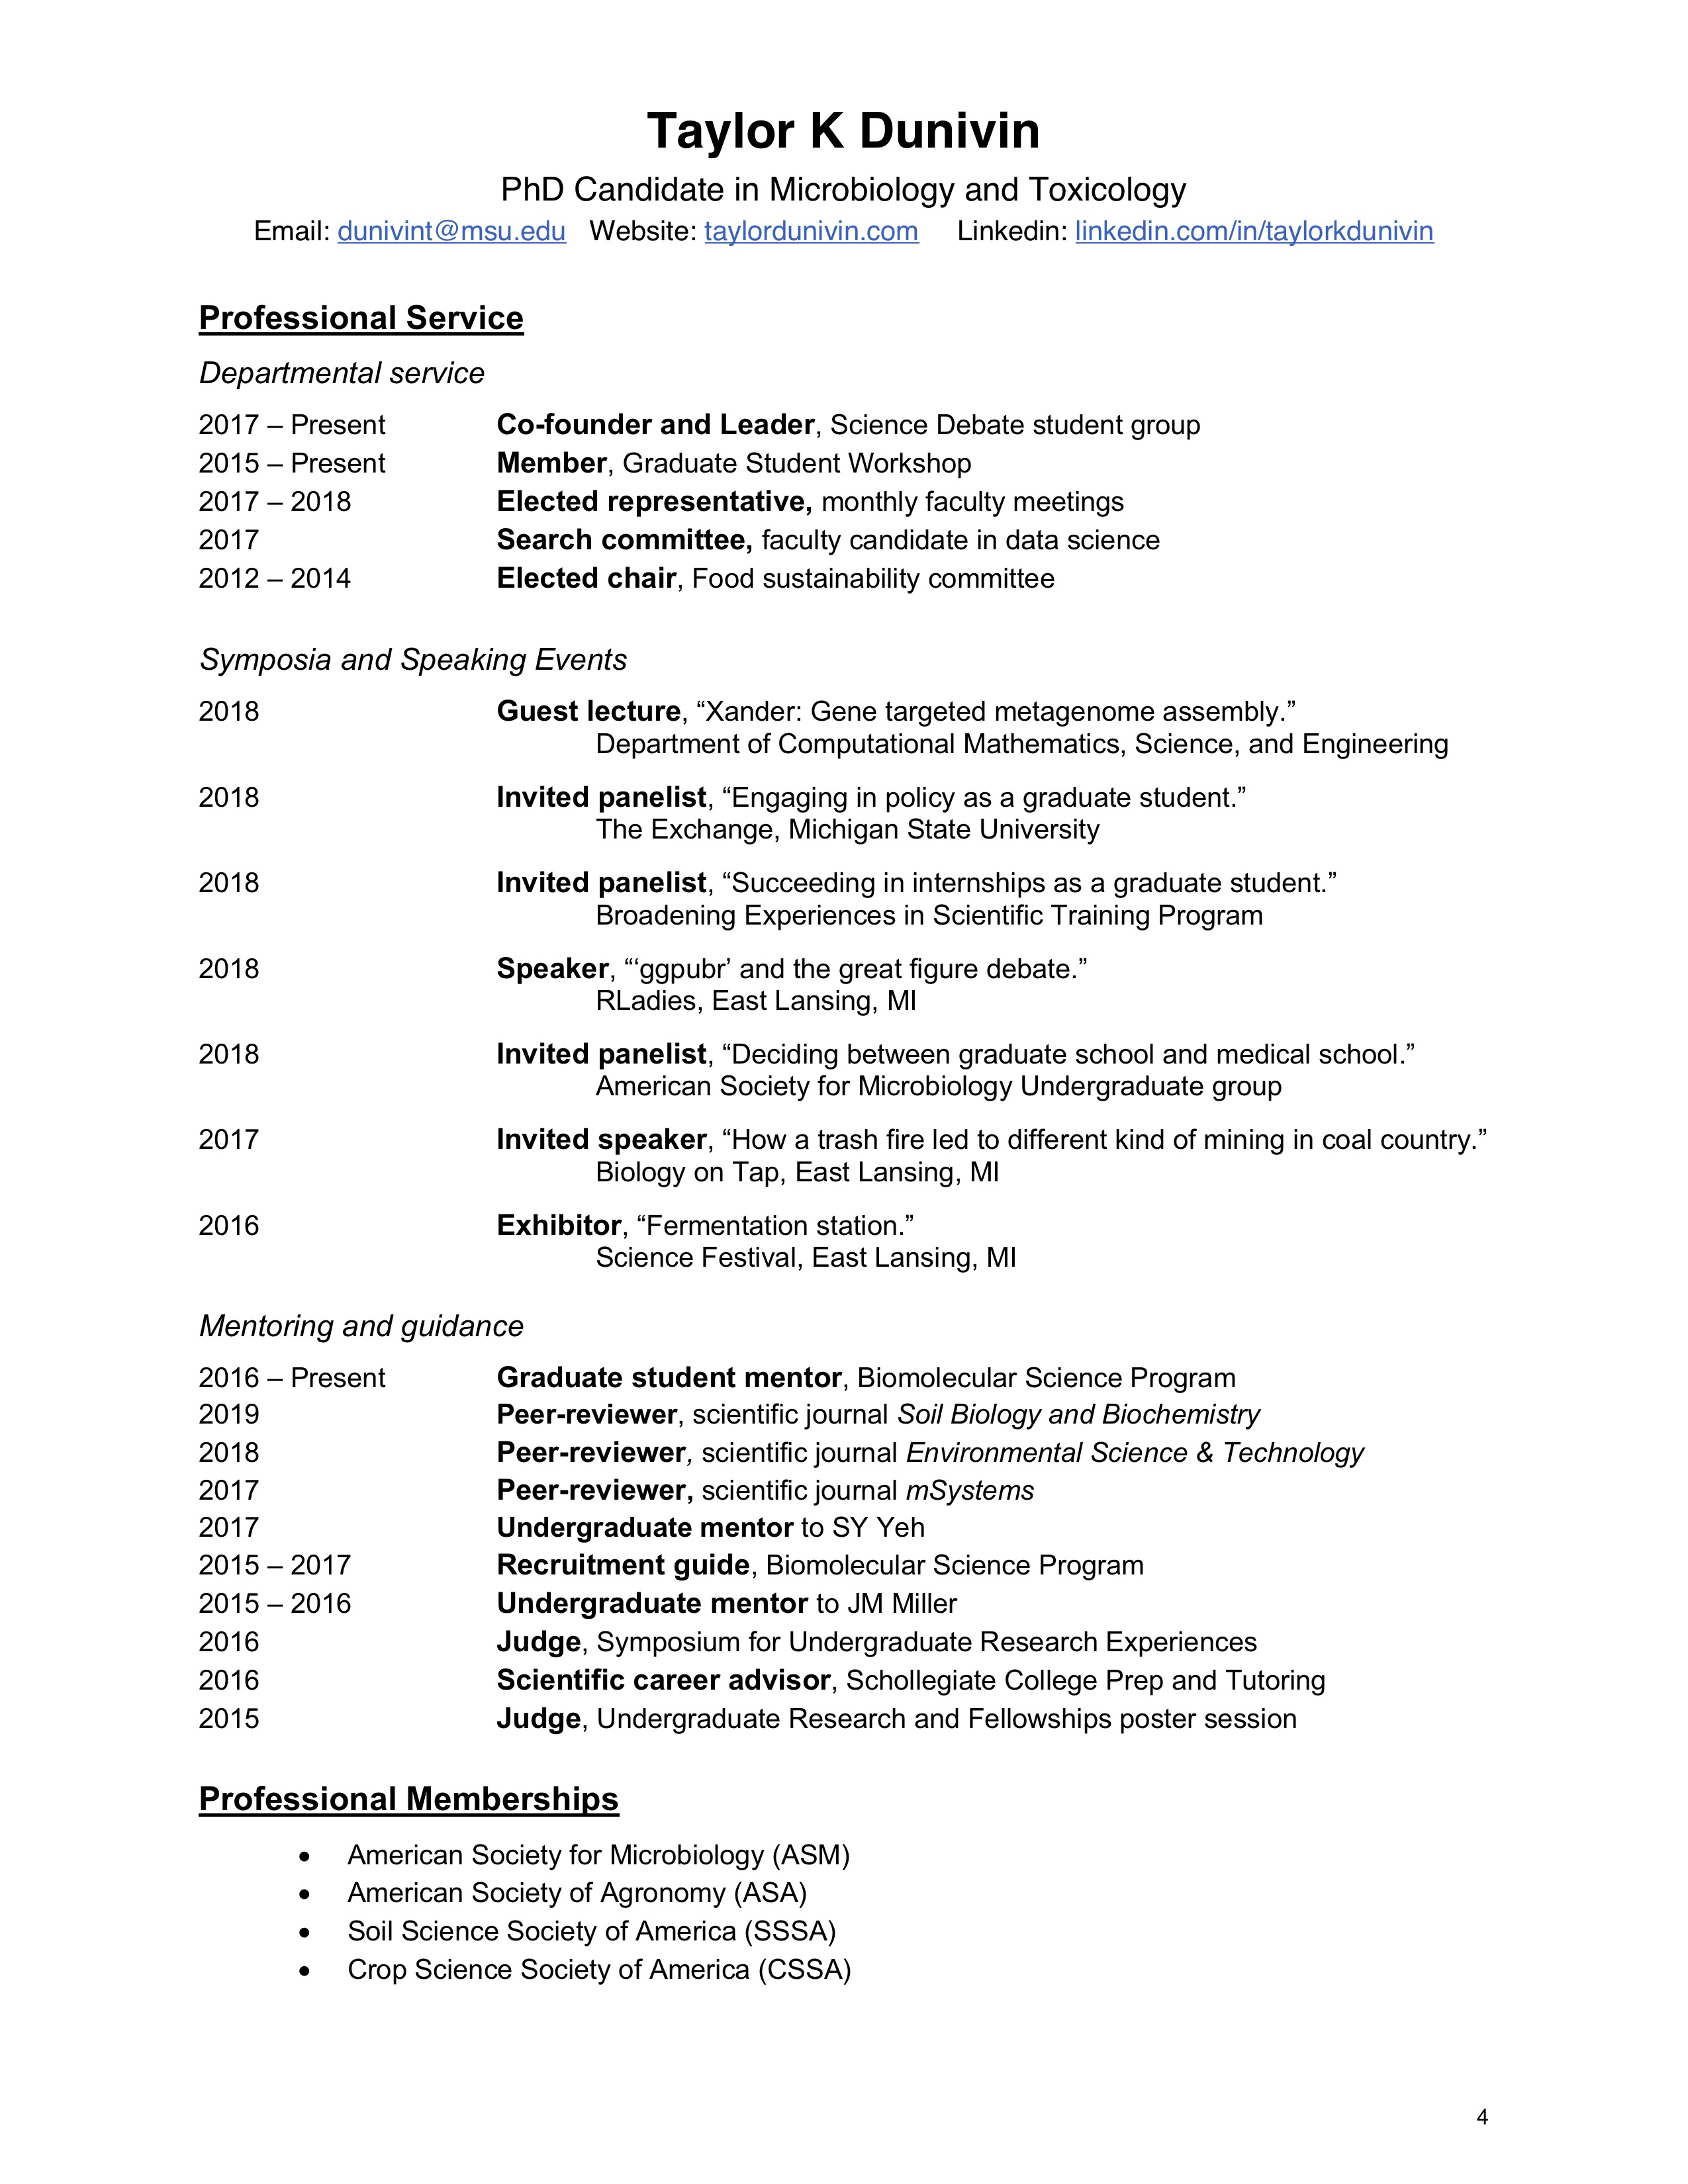 Taylor K Dunivin
PhD Candidate in Microbiology and Toxicology
Email: dunivint@msu.edu Website: taylordunivin.com Linkedin: linkedin.com/in/taylorkdunivin
Professional Service
Departmental service
2017 – Present Co-founder and Leader, Science Debate student group
2015 – Present Member, Graduate Student Workshop
2017 – 2018 Elected representative, monthly faculty meetings
2017 Search committee, faculty candidate in data science
2012 – 2014 Elected chair, Food sustainability committee
Symposia and Speaking Events
2018 Guest lecture, “Xander: Gene targeted metagenome assembly.”
Department of Computational Mathematics, Science, and Engineering
2018 Invited panelist, “Engaging in policy as a graduate student.”
The Exchange, Michigan State University
2018 Invited panelist, “Succeeding in internships as a graduate student.”
Broadening Experiences in Scientific Training Program
2018 Speaker, “‘ggpubr’ and the great figure debate.”
RLadies, East Lansing, MI
2018 Invited panelist, “Deciding between graduate school and medical school.”
American Society for Microbiology Undergraduate group
2017 Invited speaker, “How a trash fire led to different kind of mining in coal country.”
Biology on Tap, East Lansing, MI
2016 Exhibitor, “Fermentation station.”
Science Festival, East Lansing, MI
Mentoring and guidance
2016 – Present Graduate student mentor, Biomolecular Science Program
2019 Peer-reviewer, scientific journal Soil Biology and Biochemistry
2018 Peer-reviewer, scientific journal Environmental Science & Technology
2017 Peer-reviewer, scientific journal mSystems
2017 Undergraduate mentor to SY Yeh
2015 – 2017 Recruitment guide, Biomolecular Science Program
2015 – 2016 Undergraduate mentor to JM Miller
2016 Judge, Symposium for Undergraduate Research Experiences
2016 Scientific career advisor, Schollegiate College Prep and Tutoring
2015 Judge, Undergraduate Research and Fellowships poster session
Professional Memberships
• American Society for Microbiology (ASM)
• American Society of Agronomy (ASA)
• Soil Science Society of America (SSSA)
• Crop Science Society of America (CSSA)
4